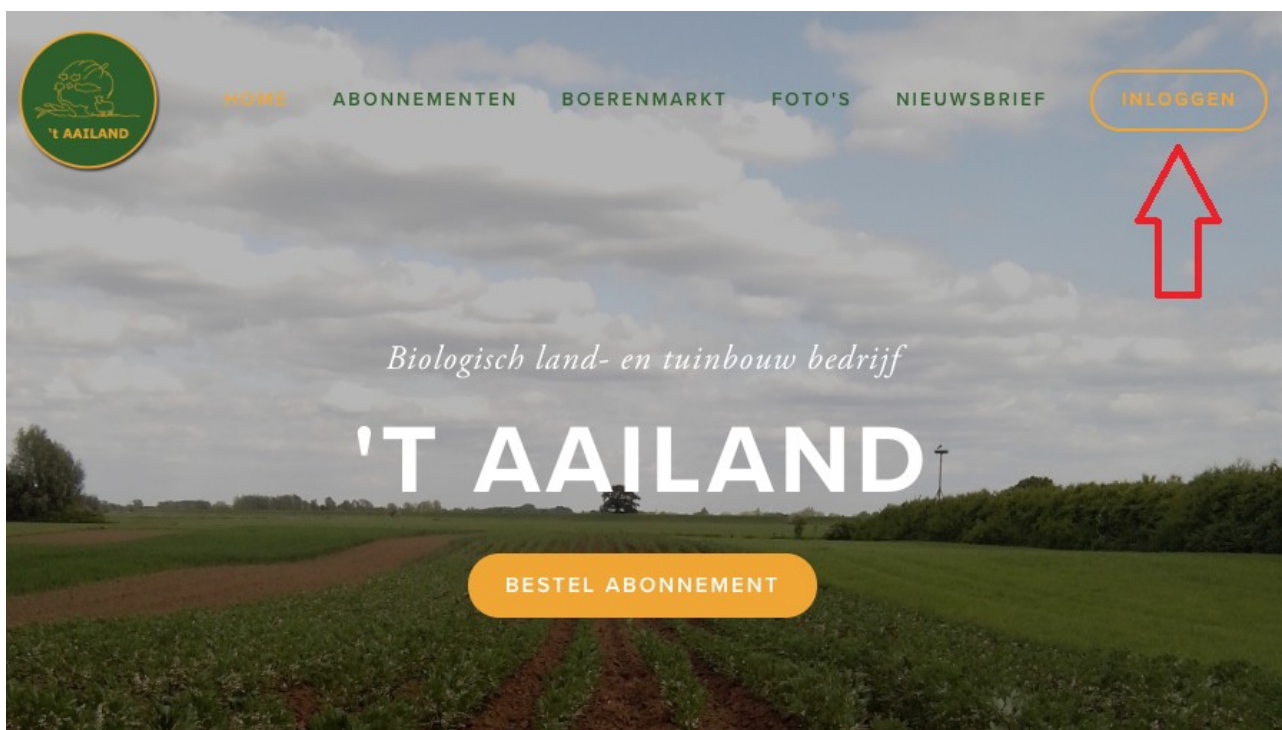 't AAILAND
HOME ABONNEMENTEN BOERENMARKT FOTO'S NIEUWSBRIEF INLOGGEN
Biologisch land- en tuinbouw bedrijf
'T AAILAND
BESTEL ABONNEMENT